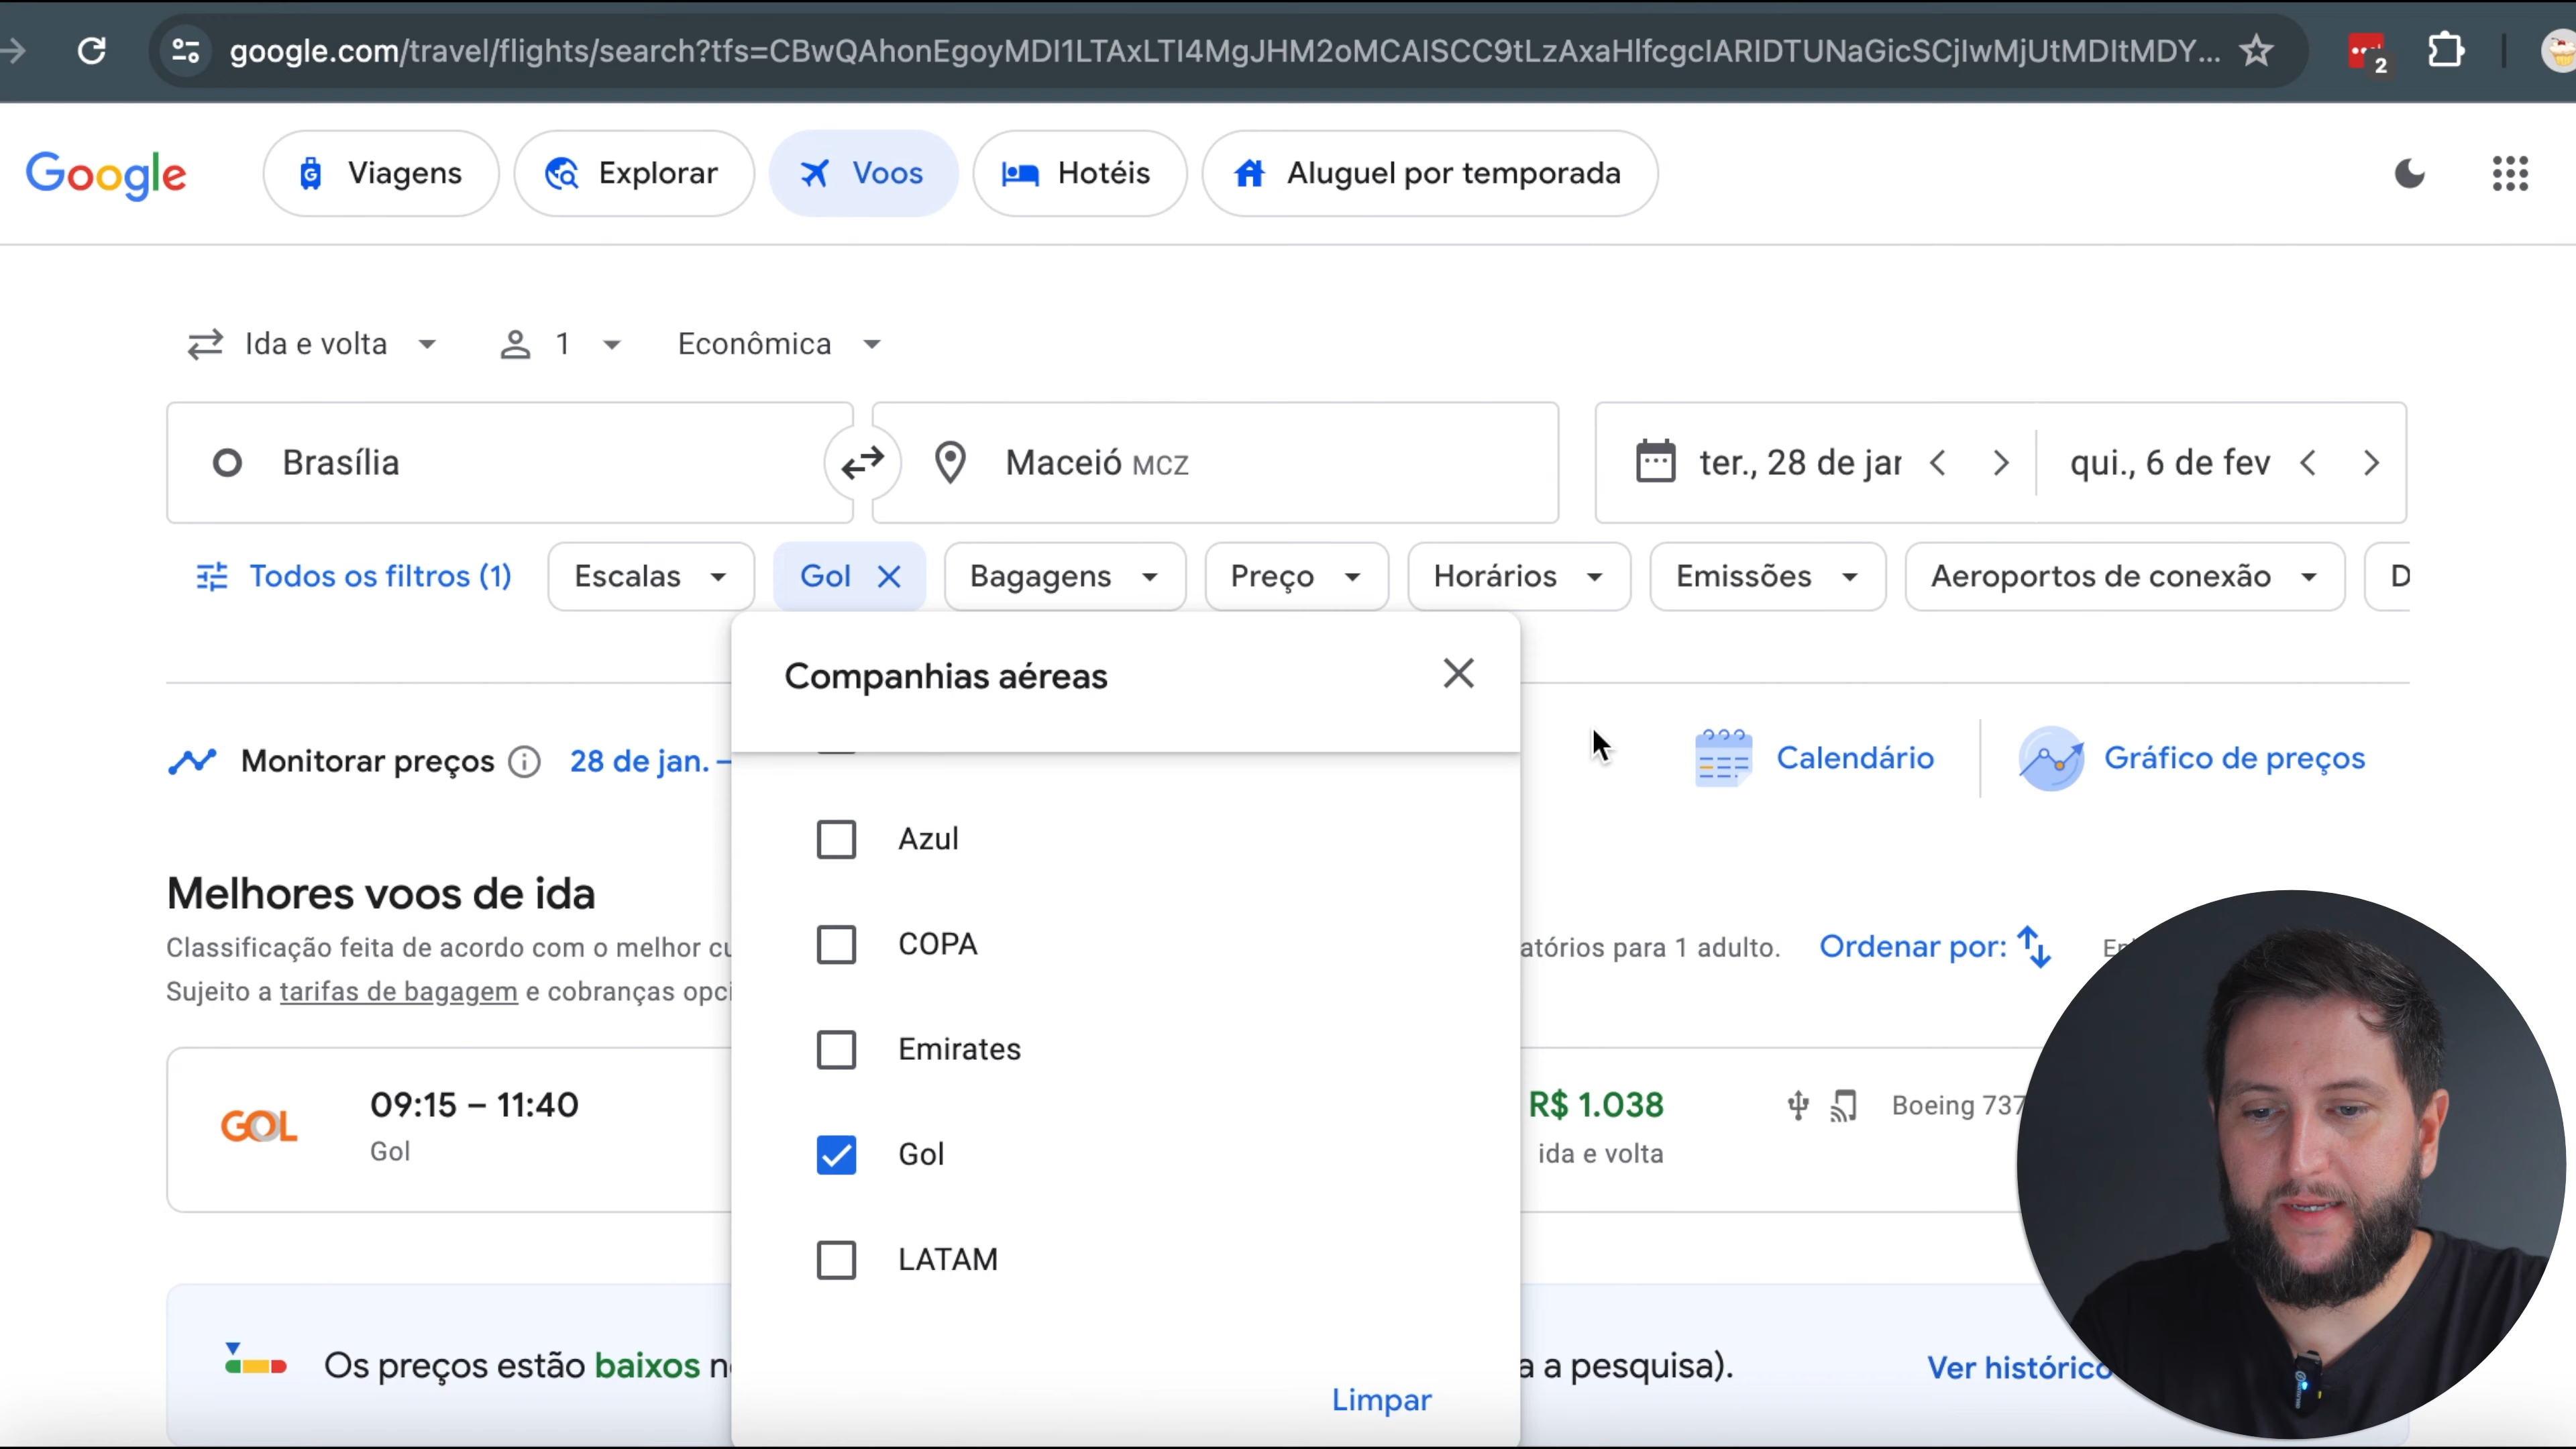 google.com/travel/flights/search?tfs=CBwQAhonEgoyMDI1LTAxLTI4MgJHM2oMCAISCC9tLzAxaHlfcgcIARIDTUNaGicSCjIwMjUtMDItMDY...
2
Google Viagens Explorar Voos Hotéis Aluguel por temporada
Ida e volta 1 Econômica
Brasília Maceió MCZ ter., 28 de jan qui., 6 de fev
Todos os filtros (1) Escalas Gol Bagagens Preço Horários Emissões Aeroportos de conexão D
Companhias aéreas
Monitorar preços 28 de jan. – Calendário Gráfico de preços
Azul
Melhores voos de ida
COPA
Classificação feita de acordo com o melhor cu atórios para 1 adulto. Ordenar por:
Sujeito a tarifas de bagagem e cobranças opci
Emirates
09:15 – 11:40 R$ 1.038 Boeing 737
GOL Gol ida e volta
Gol
LATAM
Os preços estão baixos n a a pesquisa). Ver histórico
Limpar